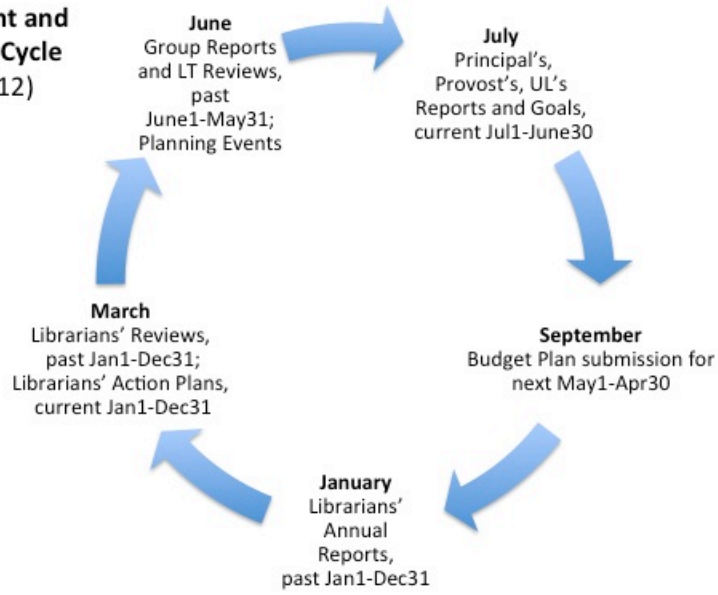 nt and
Cycle
12)
June
Group Reports
and LT Reviews,
past
June1-May31;
Planning Events
July
Principal's,
Provost's, UL's
Reports and Goals,
current Jul1-June30
September
Budget Plan submission for
next May1-Apr30
January
Librarians'
Annual
Reports,
past Jan1-Dec31
March
Librarians' Reviews,
past Jan1-Dec31;
Librarians' Action Plans,
current Jan1-Dec31